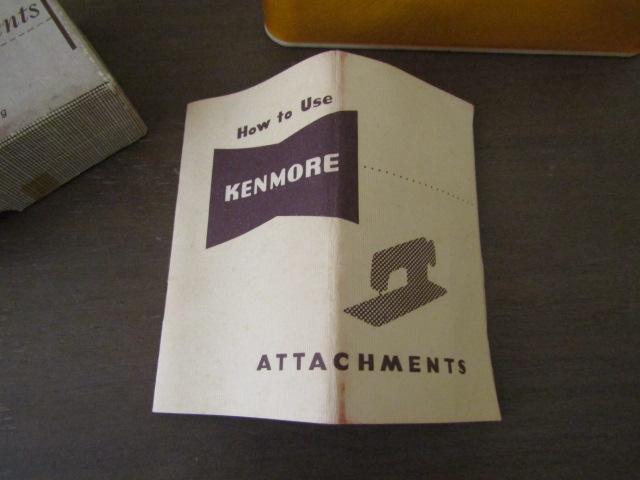 How to Use
KENMORE
ATTACHMENTS